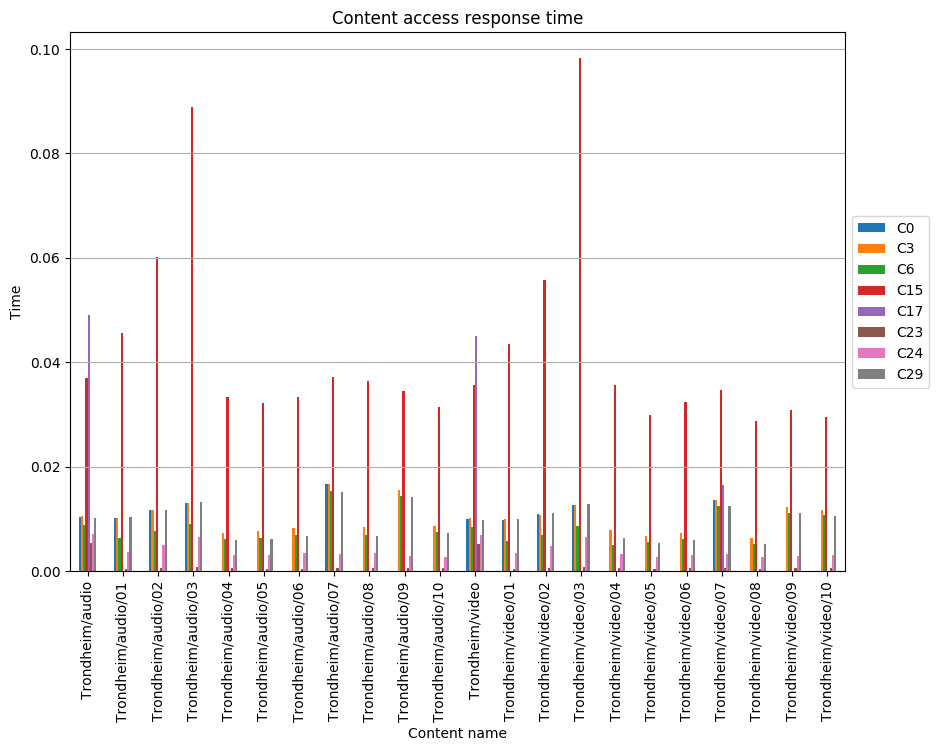 Content access response time
0.10
0.08
0.06
0.04
0.02
0.00
Time
C0
C3
C6
C15
C17
C23
C24
C29
Trondheim/audio
Trondheim/audio/01
Trondheim/audio/02
Trondheim/audio/03
Trondheim/audio/04
Trondheim/audio/05
Trondheim/audio/06
Trondheim/audio/07
Trondheim/audio/08
Trondheim/audio/09
Trondheim/audio/10
Trondheim/video
Trondheim/video/01
Trondheim/video/02
Trondheim/video/03
Trondheim/video/04
Trondheim/video/05
Trondheim/video/06
Trondheim/video/07
Trondheim/video/08
Trondheim/video/09
Trondheim/video/10
Content name